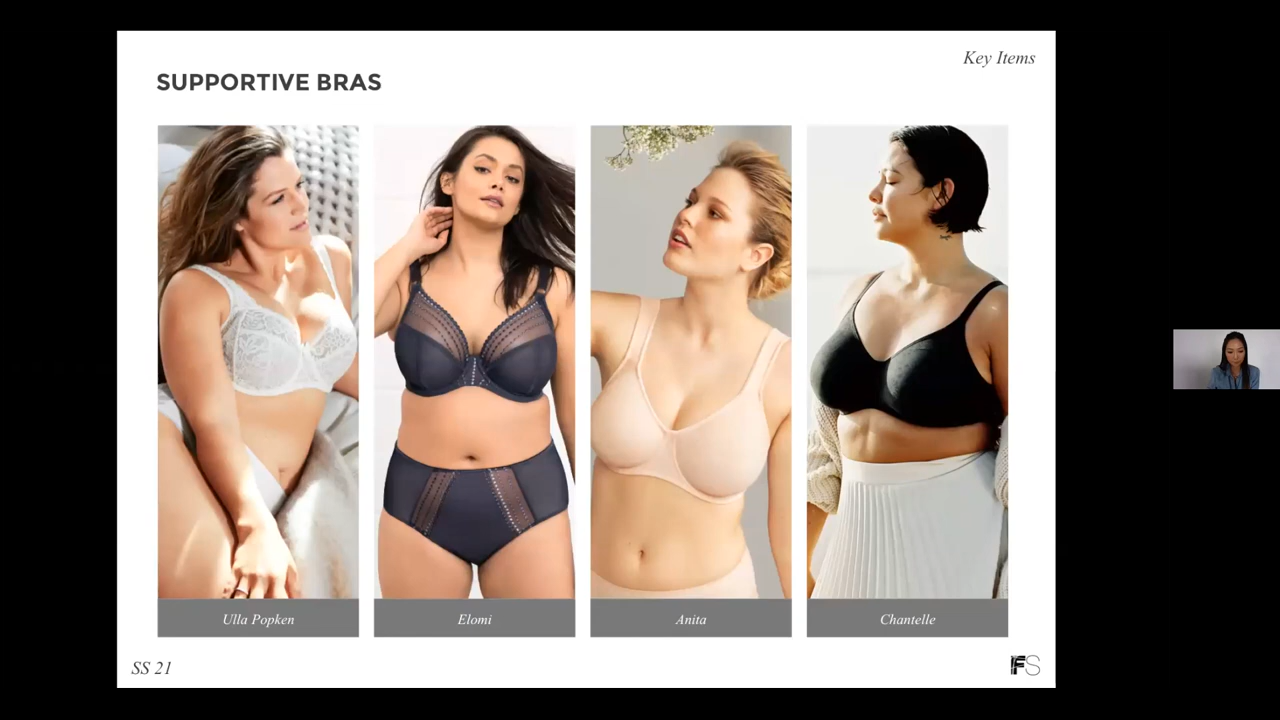 Key Items
SUPPORTIVE BRAS
Ulla Popken
Elomi
Anita
Chantelle
SS 21
FS